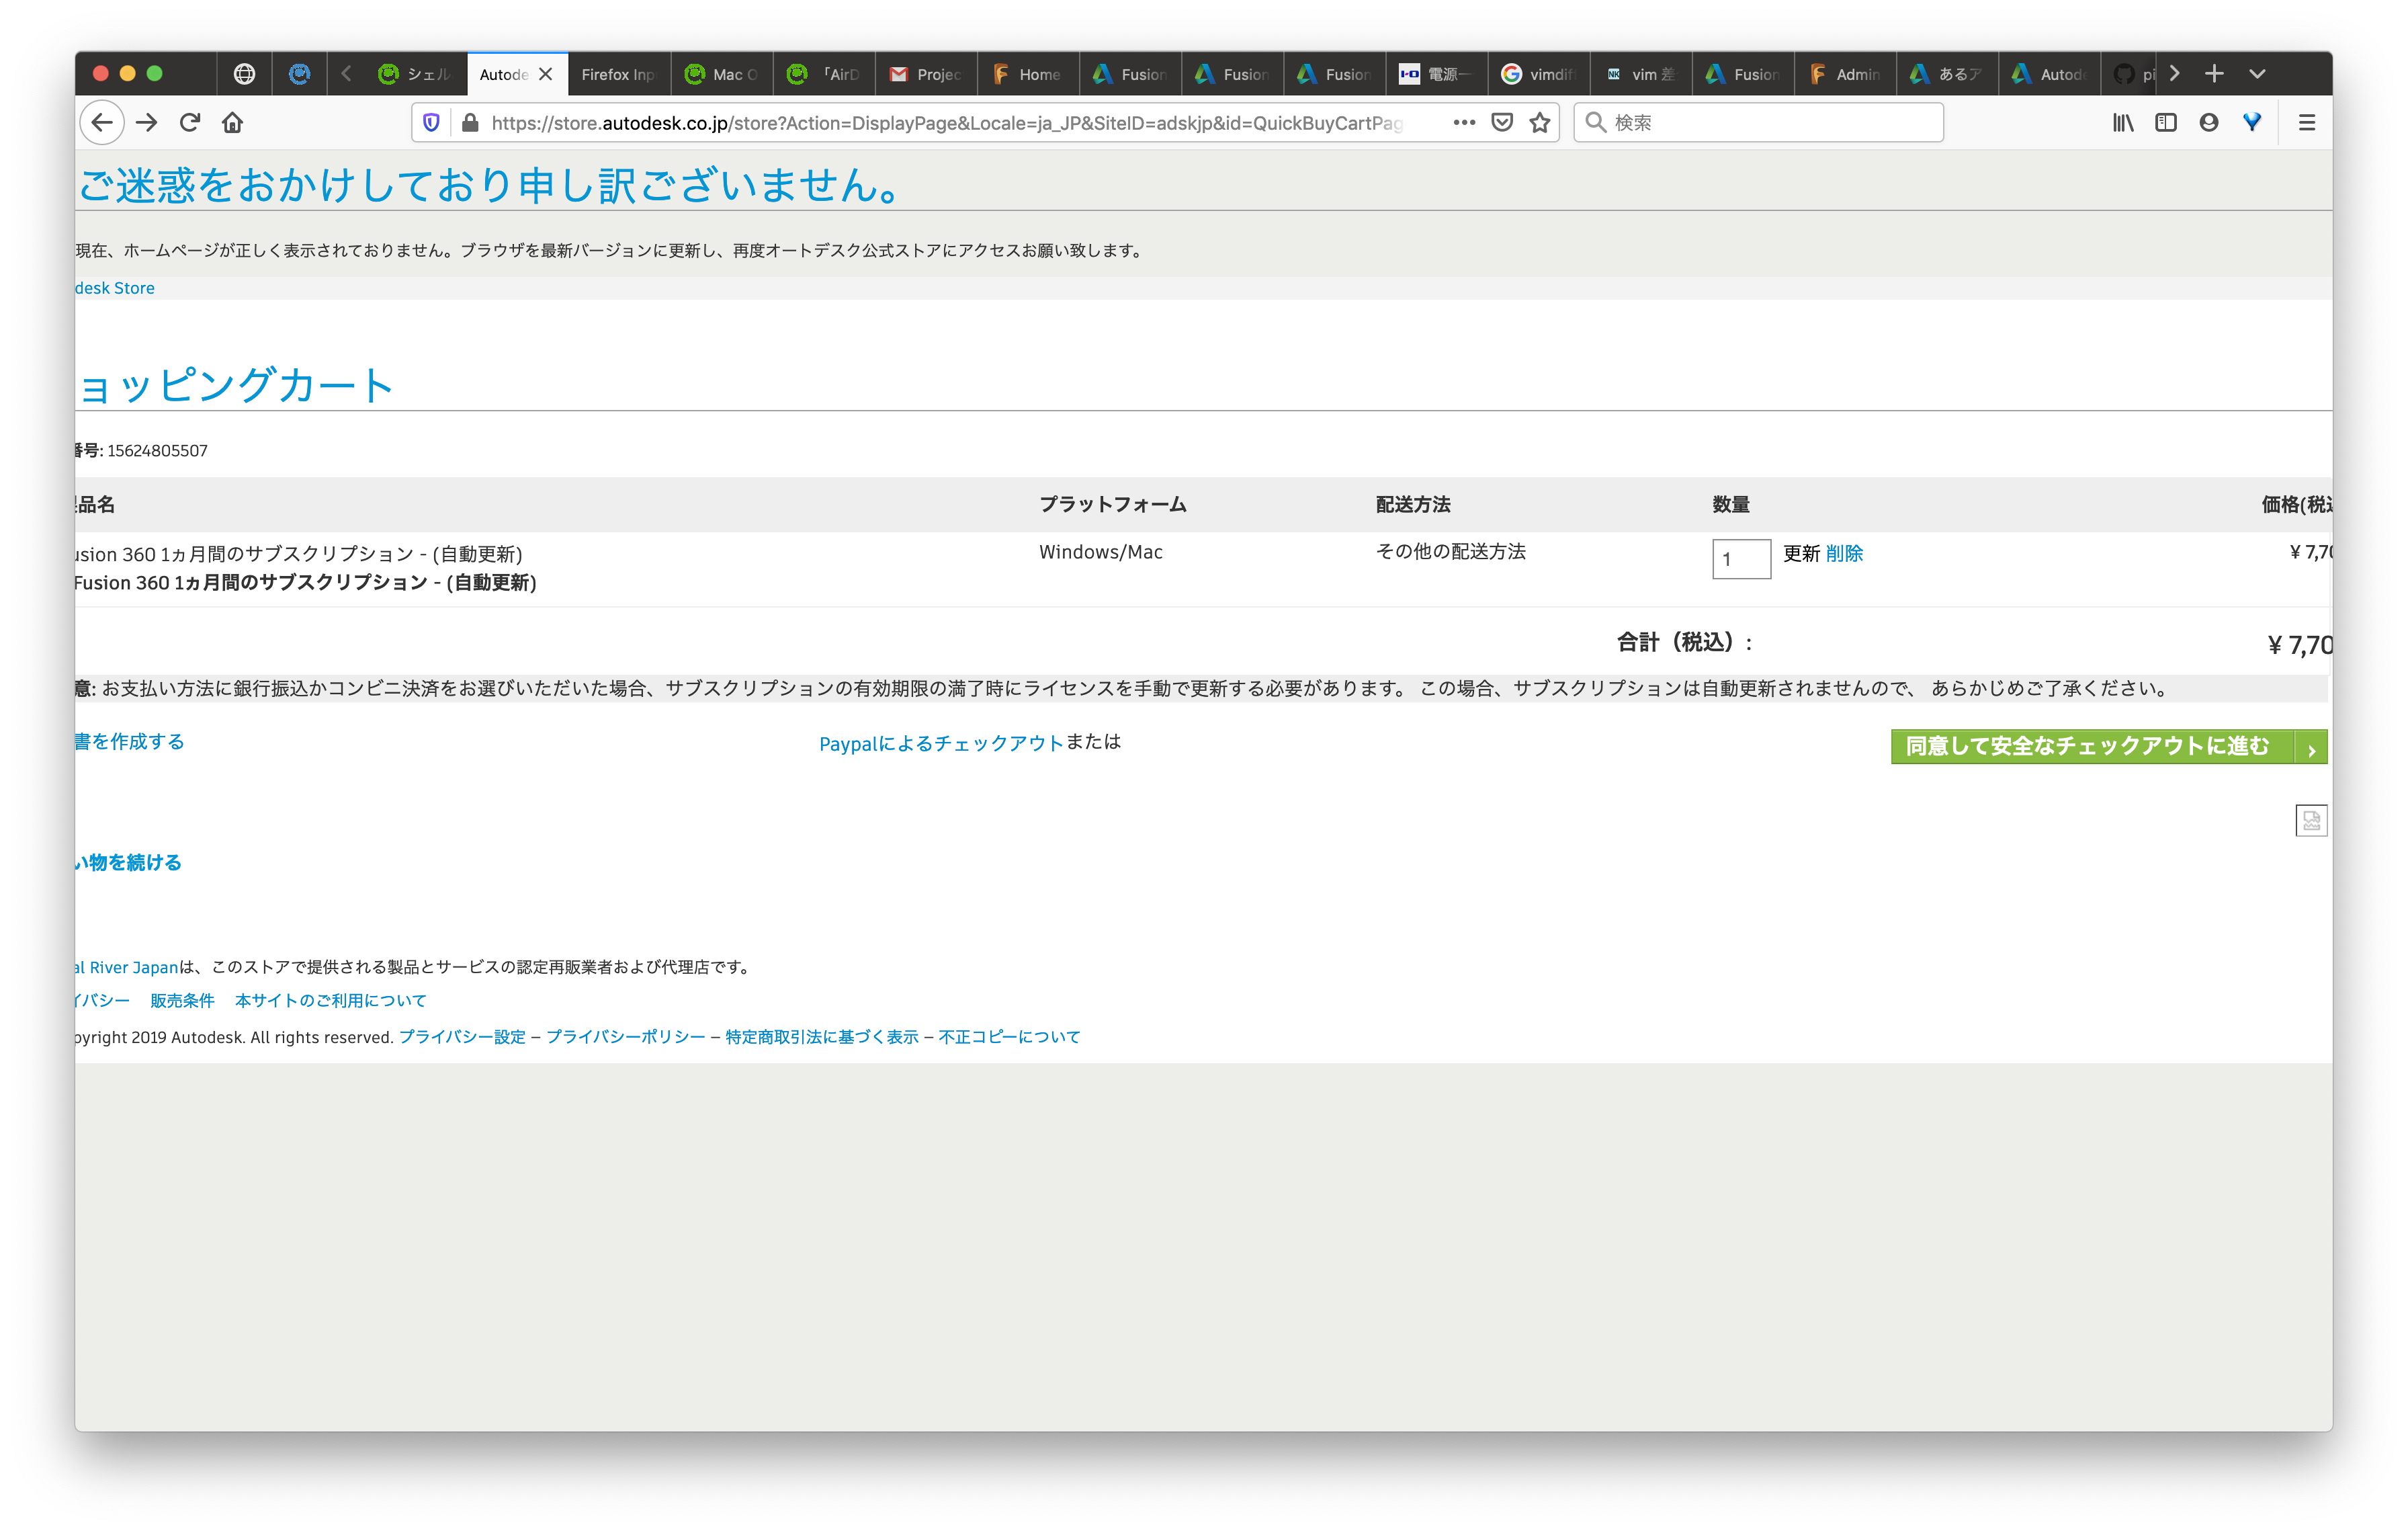 シェル
Autode
Firefox Inp
Mac O
「AirD
Projec
Home
Fusion
Fusion
Fusion
電源一
vimdif
vim 差
Fusion
Admin
あるア
Autod
pi
https://store.autodesk.co.jp/store?Action=DisplayPage&Locale=ja_JP&SiteID=adskjp&id=QuickBuyCartPag
検索
ご迷惑をおかけしており申し訳ございません。
現在、ホームページが正しく表示されておりません。ブラウザを最新バージョンに更新し、再度オートデスク公式ストアにアクセスお願い致します。
desk Store
ョッピングカート
番号: 15624805507
品名 プラットフォーム 配送方法 数量 価格(税込
usion 360 1ヵ月間のサブスクリプション - (自動更新) Windows/Mac その他の配送方法 1 更新 削除 ¥ 7,70
Fusion 360 1ヵ月間のサブスクリプション - (自動更新)
合計（税込）: ¥ 7,70
意: お支払い方法に銀行振込かコンビニ決済をお選びいただいた場合、サブスクリプションの有効期限の満了時にライセンスを手動で更新する必要があります。 この場合、サブスクリプションは自動更新されませんので、 あらかじめご了承ください。
書を作成する Paypalによるチェックアウトまたは 同意して安全なチェックアウトに進む
い物を続ける
al River Japanは、このストアで提供される製品とサービスの認定再販業者および代理店です。
イバシー 販売条件 本サイトのご利用について
pyright 2019 Autodesk. All rights reserved. プライバシー設定 – プライバシーポリシー – 特定商取引法に基づく表示 – 不正コピーについて